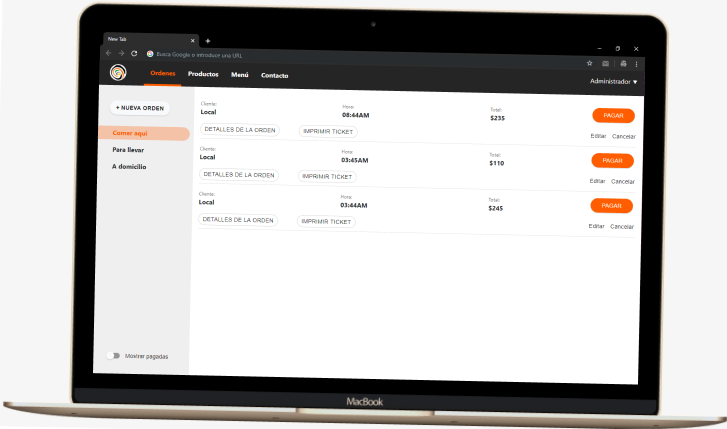 New Tab
Busca Google o introduce una URL
Ordenes Productos Menú Contacto
Administrador
+ NUEVA ORDEN
Comer aquí
Para llevar
A domicilio
Mostrar pagadas
Cliente: Hora: Total:
Local 08:44AM $235
PAGAR
DETALLES DE LA ORDEN IMPRIMIR TICKET
Editar Cancelar
Cliente: Hora: Total:
Local 03:45AM $110
PAGAR
DETALLES DE LA ORDEN IMPRIMIR TICKET
Editar Cancelar
Cliente: Hora: Total:
Local 03:44AM $245
PAGAR
DETALLES DE LA ORDEN IMPRIMIR TICKET
Editar Cancelar
MacBook